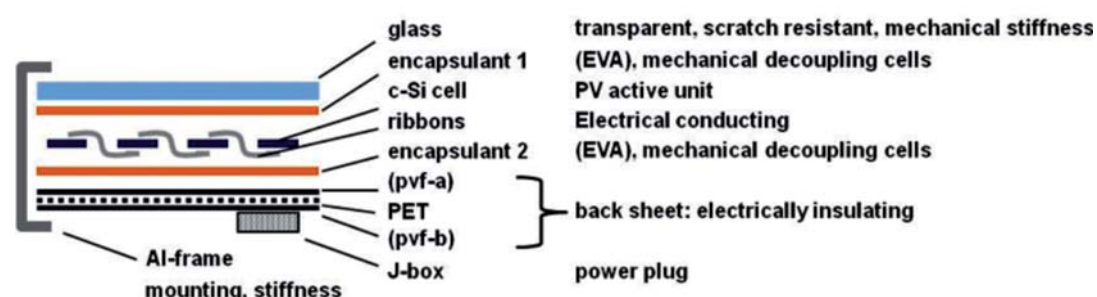 glass transparent, scratch resistant, mechanical stiffness
encapsulant 1 (EVA), mechanical decoupling cells
c-Si cell PV active unit
ribbons Electrical conducting
encapsulant 2 (EVA), mechanical decoupling cells
(pvf-a)
PET back sheet: electrically insulating
(pvf-b)
Al-frame
J-box power plug
mounting, stiffness